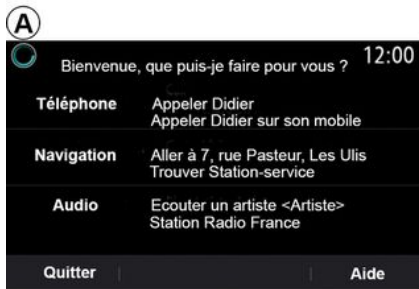 A
Bienvenue, que puis-je faire pour vous ? 12:00
Téléphone Appeler Didier
Appeler Didier sur son mobile
Navigation Aller à 7, rue Pasteur, Les Ulis
Trouver Station-service
Audio Ecouter un artiste <Artiste>
Station Radio France
Quitter Aide